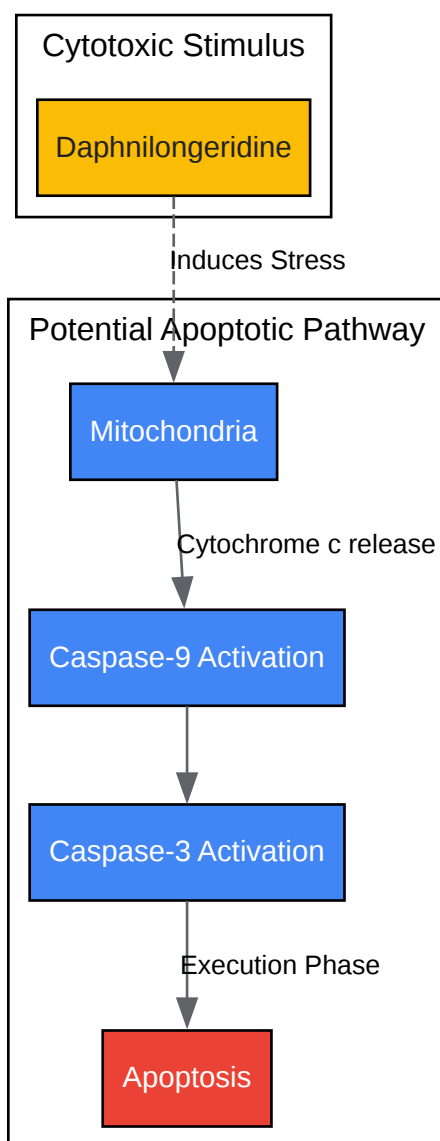 Cytotoxic Stimulus
Daphnilongeridine
Induces Stress
Potential Apoptotic Pathway
Mitochondria
Cytochrome c release
Caspase-9 Activation
Caspase-3 Activation
Execution Phase
Apoptosis